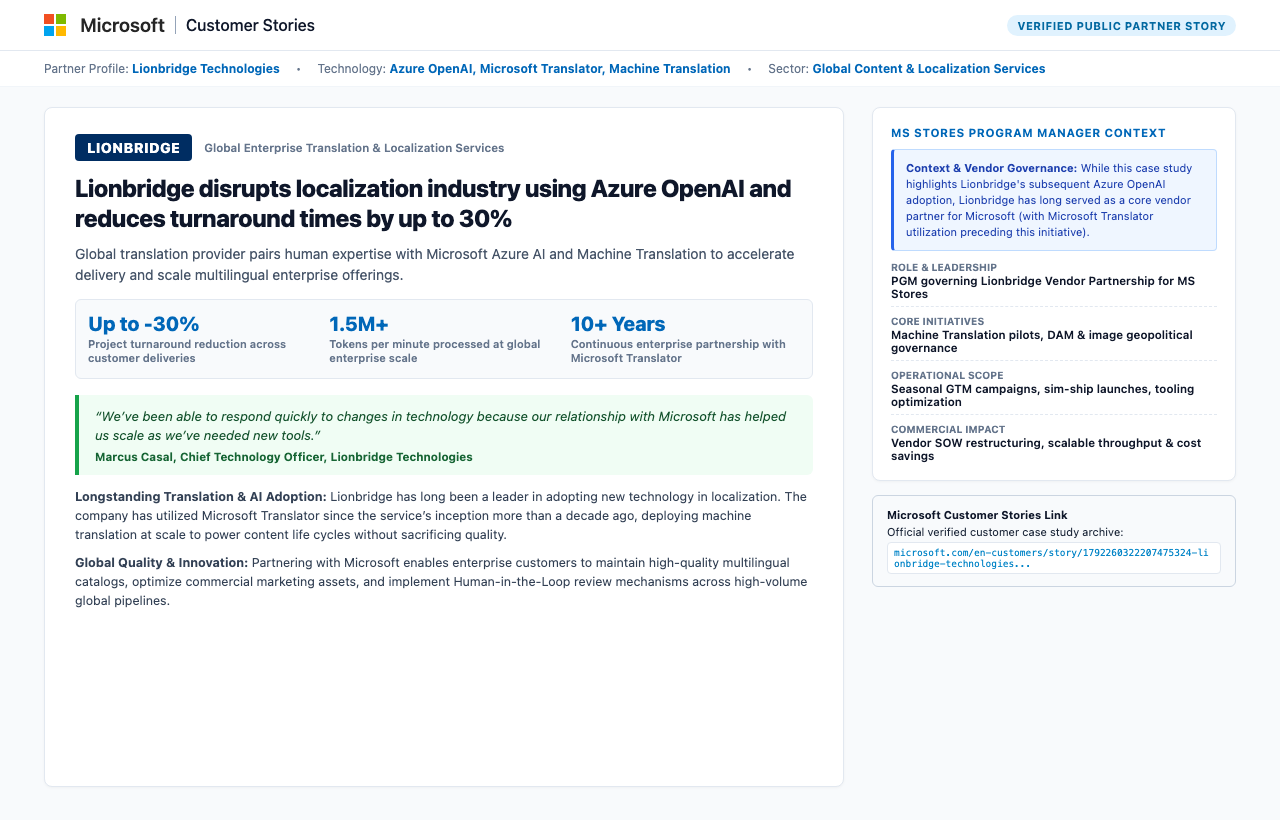 Microsoft | Customer Stories
VERIFIED PUBLIC PARTNER STORY
Partner Profile: Lionbridge Technologies • Technology: Azure OpenAI, Microsoft Translator, Machine Translation • Sector: Global Content & Localization Services
LIONBRIDGE
Global Enterprise Translation & Localization Services
Lionbridge disrupts localization industry using Azure OpenAI and
reduces turnaround times by up to 30%
Global translation provider pairs human expertise with Microsoft Azure AI and Machine Translation to accelerate
delivery and scale multilingual enterprise offerings.
Up to -30%
Project turnaround reduction across
customer deliveries
1.5M+
Tokens per minute processed at global
enterprise scale
10+ Years
Continuous enterprise partnership with
Microsoft Translator
“We’ve been able to respond quickly to changes in technology because our relationship with Microsoft has helped
us scale as we’ve needed new tools.”
Marcus Casal, Chief Technology Officer, Lionbridge Technologies
Longstanding Translation & AI Adoption: Lionbridge has long been a leader in adopting new technology in localization. The
company has utilized Microsoft Translator since the service’s inception more than a decade ago, deploying machine
translation at scale to power content life cycles without sacrificing quality.
Global Quality & Innovation: Partnering with Microsoft enables enterprise customers to maintain high-quality multilingual
catalogs, optimize commercial marketing assets, and implement Human-in-the-Loop review mechanisms across high-volume
global pipelines.
MS STORES PROGRAM MANAGER CONTEXT
Context & Vendor Governance: While this case study
highlights Lionbridge's subsequent Azure OpenAI
adoption, Lionbridge has long served as a core vendor
partner for Microsoft (with Microsoft Translator
utilization preceding this initiative).
ROLE & LEADERSHIP
PGM governing Lionbridge Vendor Partnership for MS
Stores
CORE INITIATIVES
Machine Translation pilots, DAM & image geopolitical
governance
OPERATIONAL SCOPE
Seasonal GTM campaigns, sim-ship launches, tooling
optimization
COMMERCIAL IMPACT
Vendor SOW restructuring, scalable throughput & cost
savings
Microsoft Customer Stories Link
Official verified customer case study archive:
microsoft.com/en-customers/story/1792260322207475324-li
onbridge-technologies...